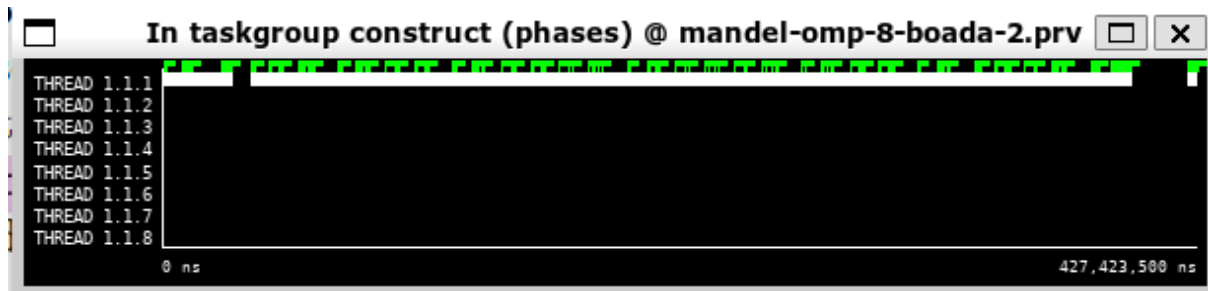 In taskgroup construct (phases) @ mandel-omp-8-boada-2.prv
THREAD 1.1.1
THREAD 1.1.2
THREAD 1.1.3
THREAD 1.1.4
THREAD 1.1.5
THREAD 1.1.6
THREAD 1.1.7
THREAD 1.1.8
0 ns 427,423,500 ns